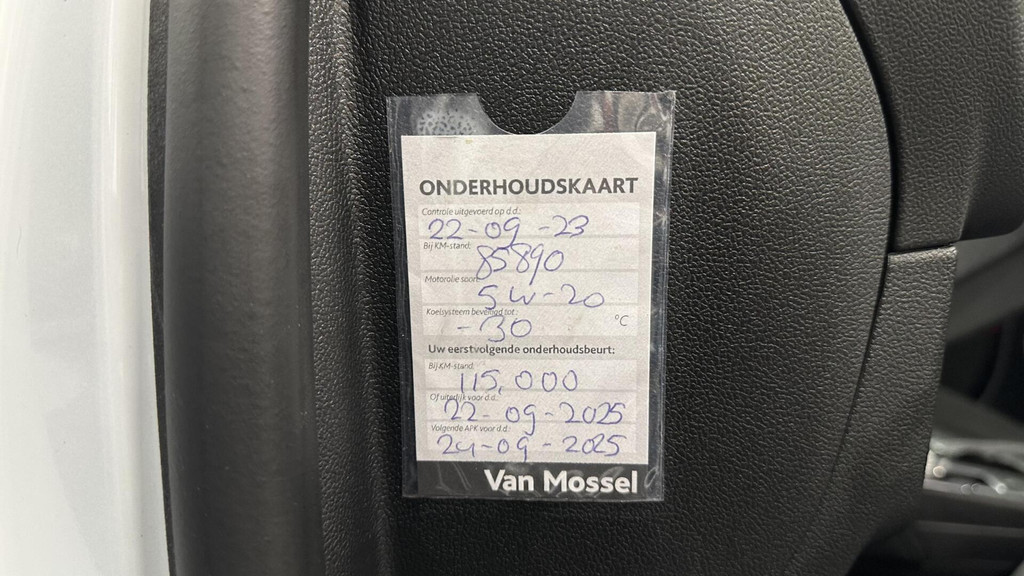 ONDERHOUDSKAART
Controle uitgevoerd op d.d.:
22-09-23
Bij KM-stand:
85890
Motorolie soort:
5W-20
Koelsysteem beveiligd tot:
-30 °C
Uw eerstvolgende onderhoudsbeurt:
Bij KM-stand:
115,000
Of uiterlijk voor d.d.:
22-09-2025
Volgende APK voor d.d.:
24-09-2025
Van Mossel